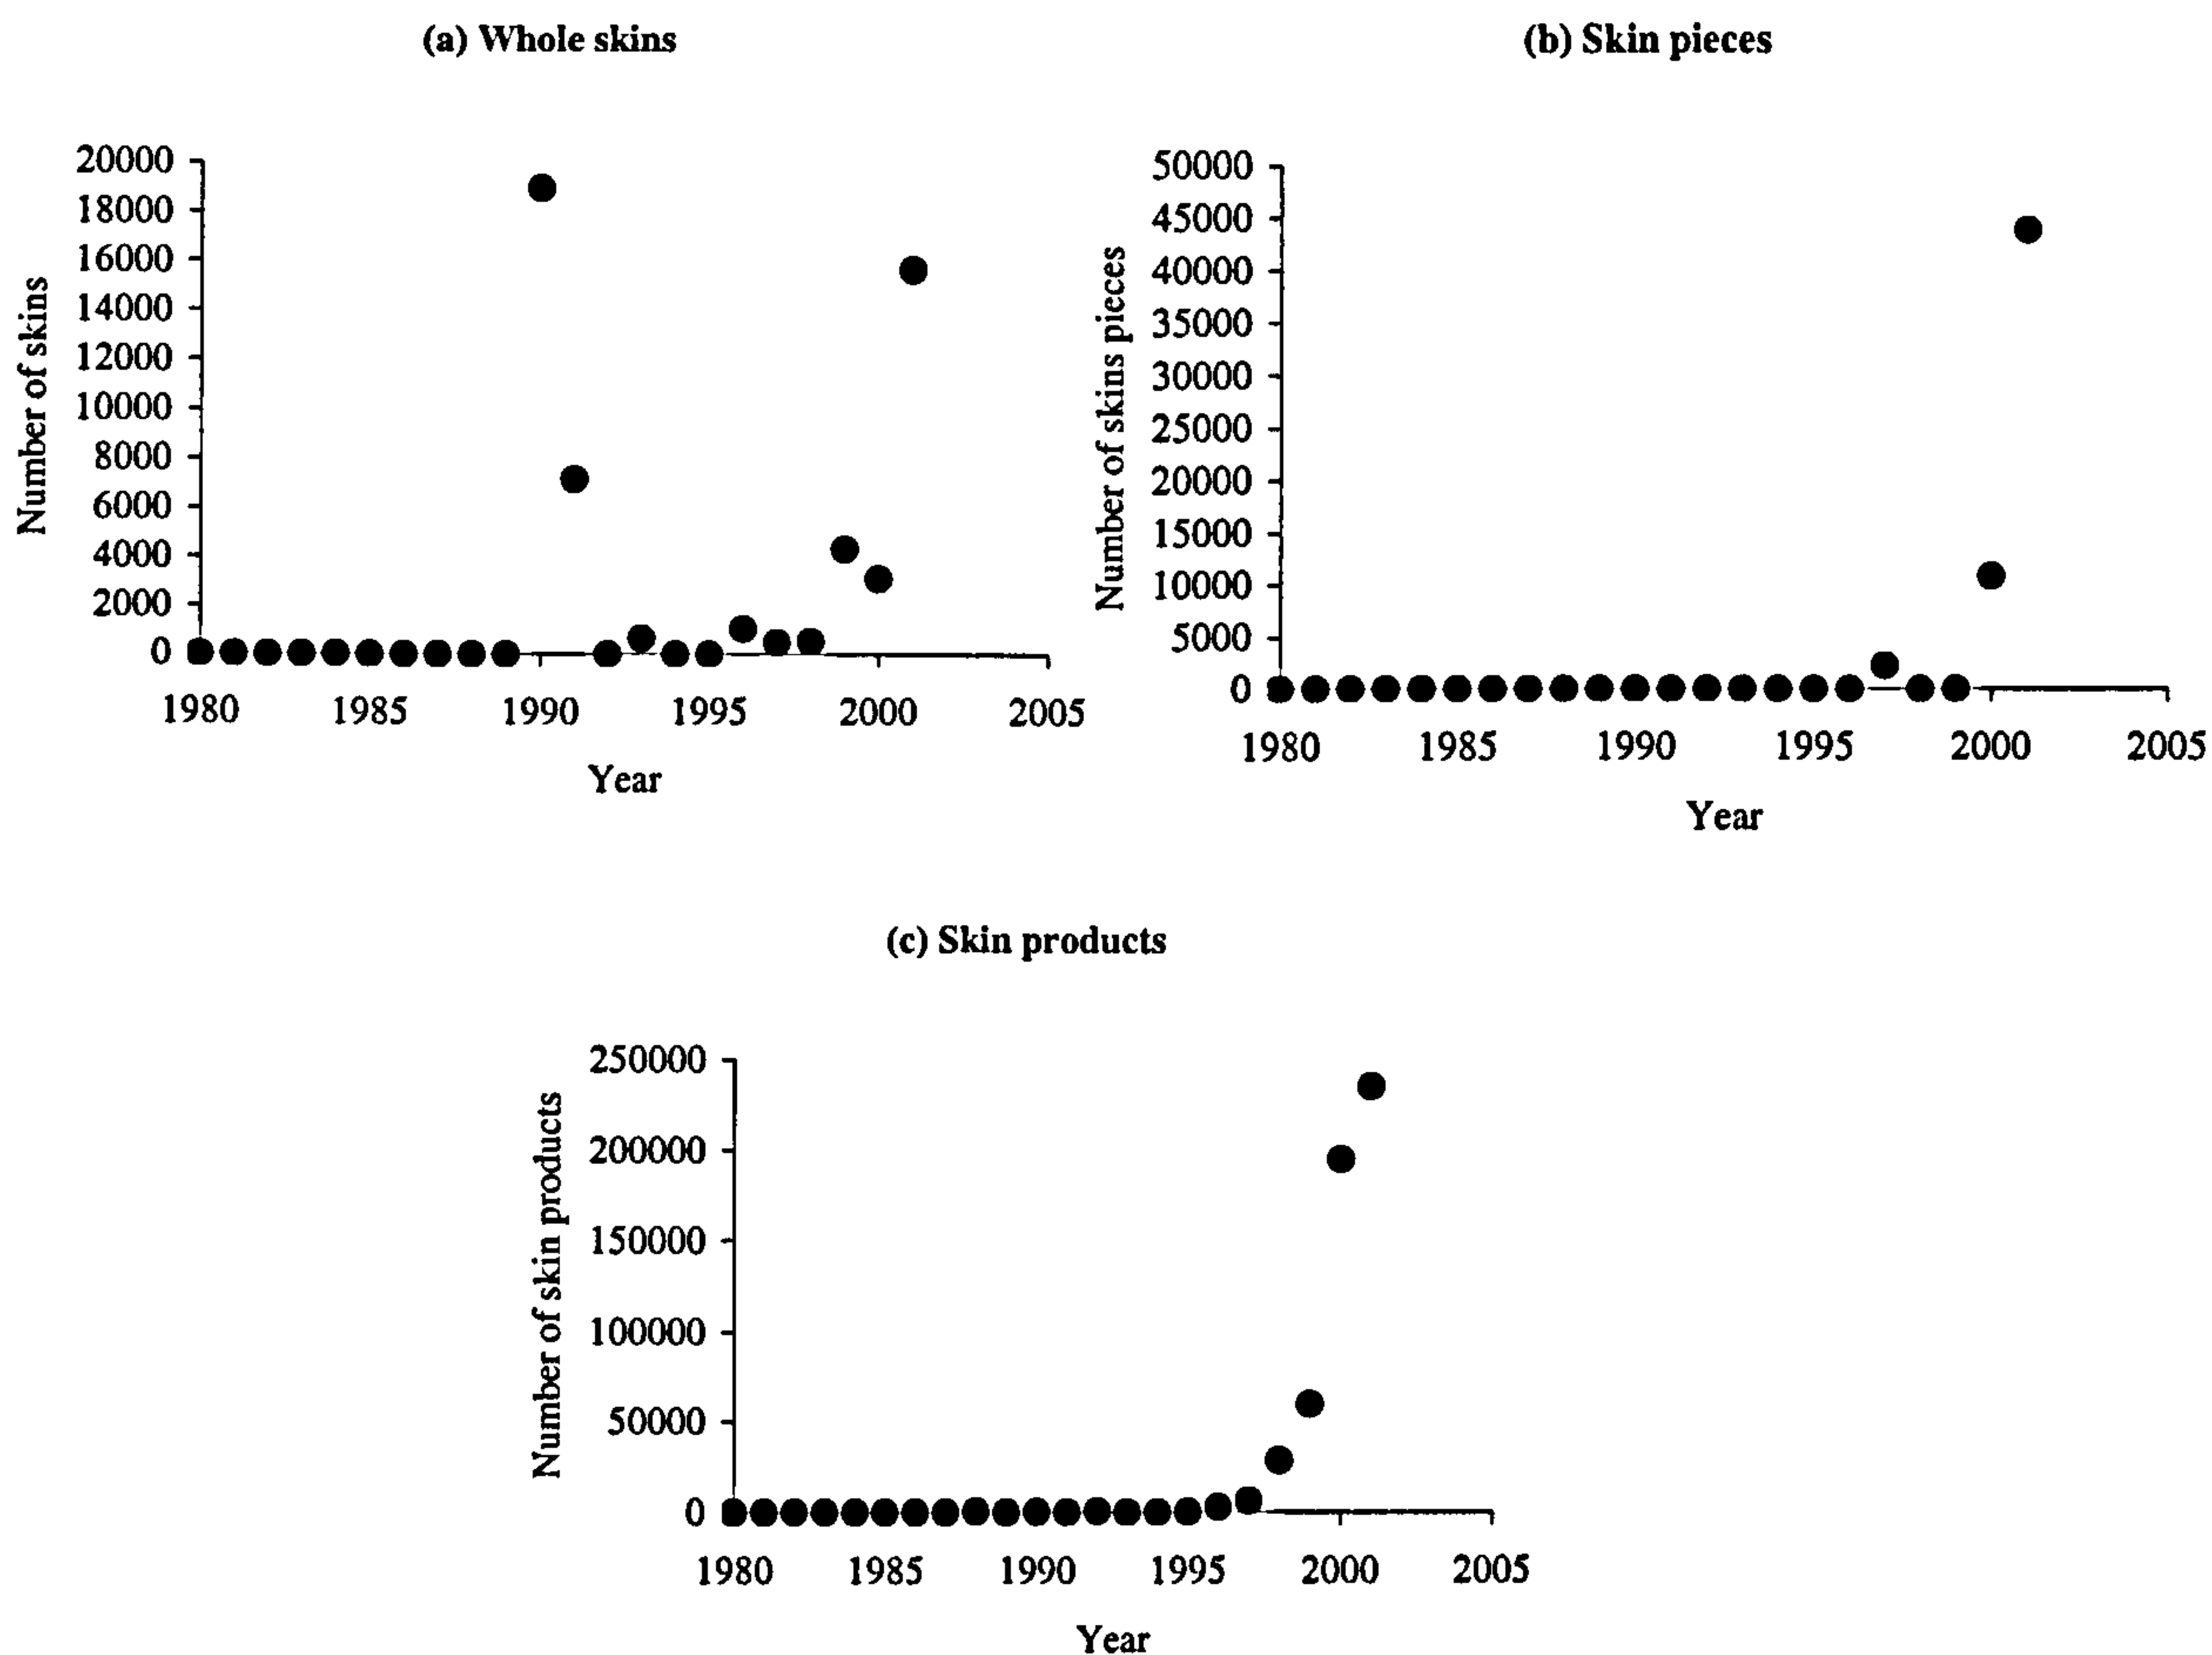 (a) Whole skins
Number of skins
20000
18000
16000
14000
12000
10000
8000
6000
4000
2000
0
1980 1985 1990 1995 2000 2005
Year
(b) Skin pieces
Number of skins pieces
50000
45000
40000
35000
30000
25000
20000
15000
10000
5000
0
1980 1985 1990 1995 2000 2005
Year
(c) Skin products
Number of skin products
250000
200000
150000
100000
50000
0
1980 1985 1990 1995 2000 2005
Year